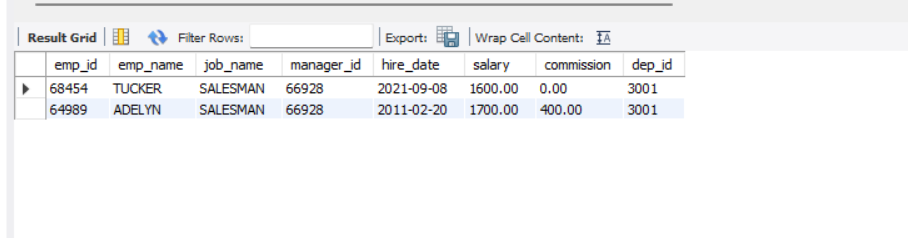 Result Grid Filter Rows: Export: Wrap Cell Content: IA
emp_id emp_name job_name manager_id hire_date salary commission dep_id
68454 TUCKER SALESMAN 66928 2021-09-08 1600.00 0.00 3001
64989 ADELYN SALESMAN 66928 2011-02-20 1700.00 400.00 3001